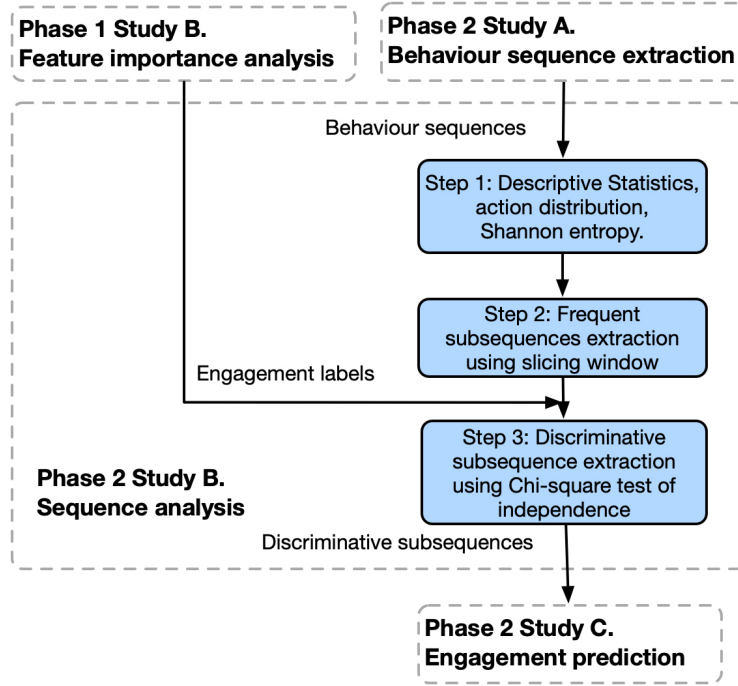 Phase 1 Study B.
Feature importance analysis
Phase 2 Study A.
Behaviour sequence extraction
Behaviour sequences
Step 1: Descriptive Statistics,
action distribution,
Shannon entropy.
Step 2: Frequent
subsequences extraction
using slicing window
Engagement labels
Step 3: Discriminative
subsequence extraction
using Chi-square test of
independence
Phase 2 Study B.
Sequence analysis
Discriminative subsequences
Phase 2 Study C.
Engagement prediction